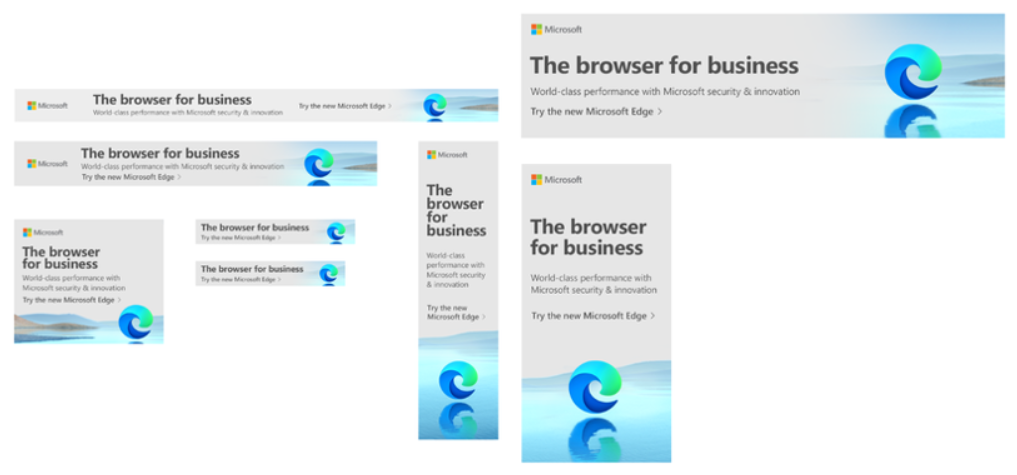 Microsoft
The browser for business
World-class performance with Microsoft security & innovation
Try the new Microsoft Edge >
Microsoft
The browser for business
World-class performance with Microsoft security & innovation
Try the new Microsoft Edge >
Microsoft
The browser
for business
World-class performance with
Microsoft security & innovation
Try the new Microsoft Edge >
The browser for business
Try the new Microsoft Edge >
The browser for business
Try the new Microsoft Edge >
Microsoft
The
browser
for
business
World-class
performance with
Microsoft security
& innovation
Try the new
Microsoft Edge >
Microsoft
The browser for business
World-class performance with Microsoft security & innovation
Try the new Microsoft Edge >
Microsoft
The browser
for business
World-class performance with
Microsoft security & innovation
Try the new Microsoft Edge >